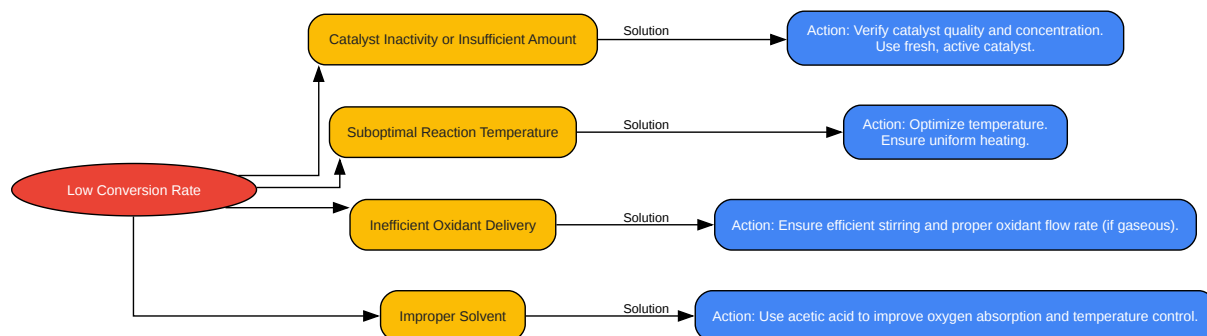 Catalyst Inactivity or Insufficient Amount
Solution
Action: Verify catalyst quality and concentration.
Use fresh, active catalyst.
Suboptimal Reaction Temperature
Solution
Action: Optimize temperature.
Ensure uniform heating.
Low Conversion Rate
Inefficient Oxidant Delivery
Solution
Action: Ensure efficient stirring and proper oxidant flow rate (if gaseous).
Improper Solvent
Solution
Action: Use acetic acid to improve oxygen absorption and temperature control.